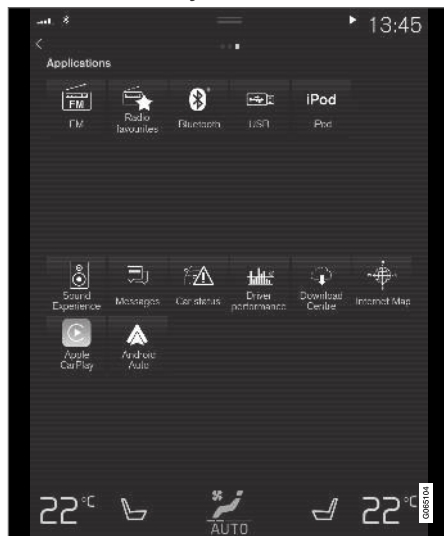 13:45
Applications
FM
iPod
FM
Radio
favourites
Bluetooth
USB
iPod
Sound
Experience
Messages
Car status
Driver
performance
Download
Centre
Internet Map
Apple
CarPlay
Android
Auto
22°C
AUTO
22°C
G065104